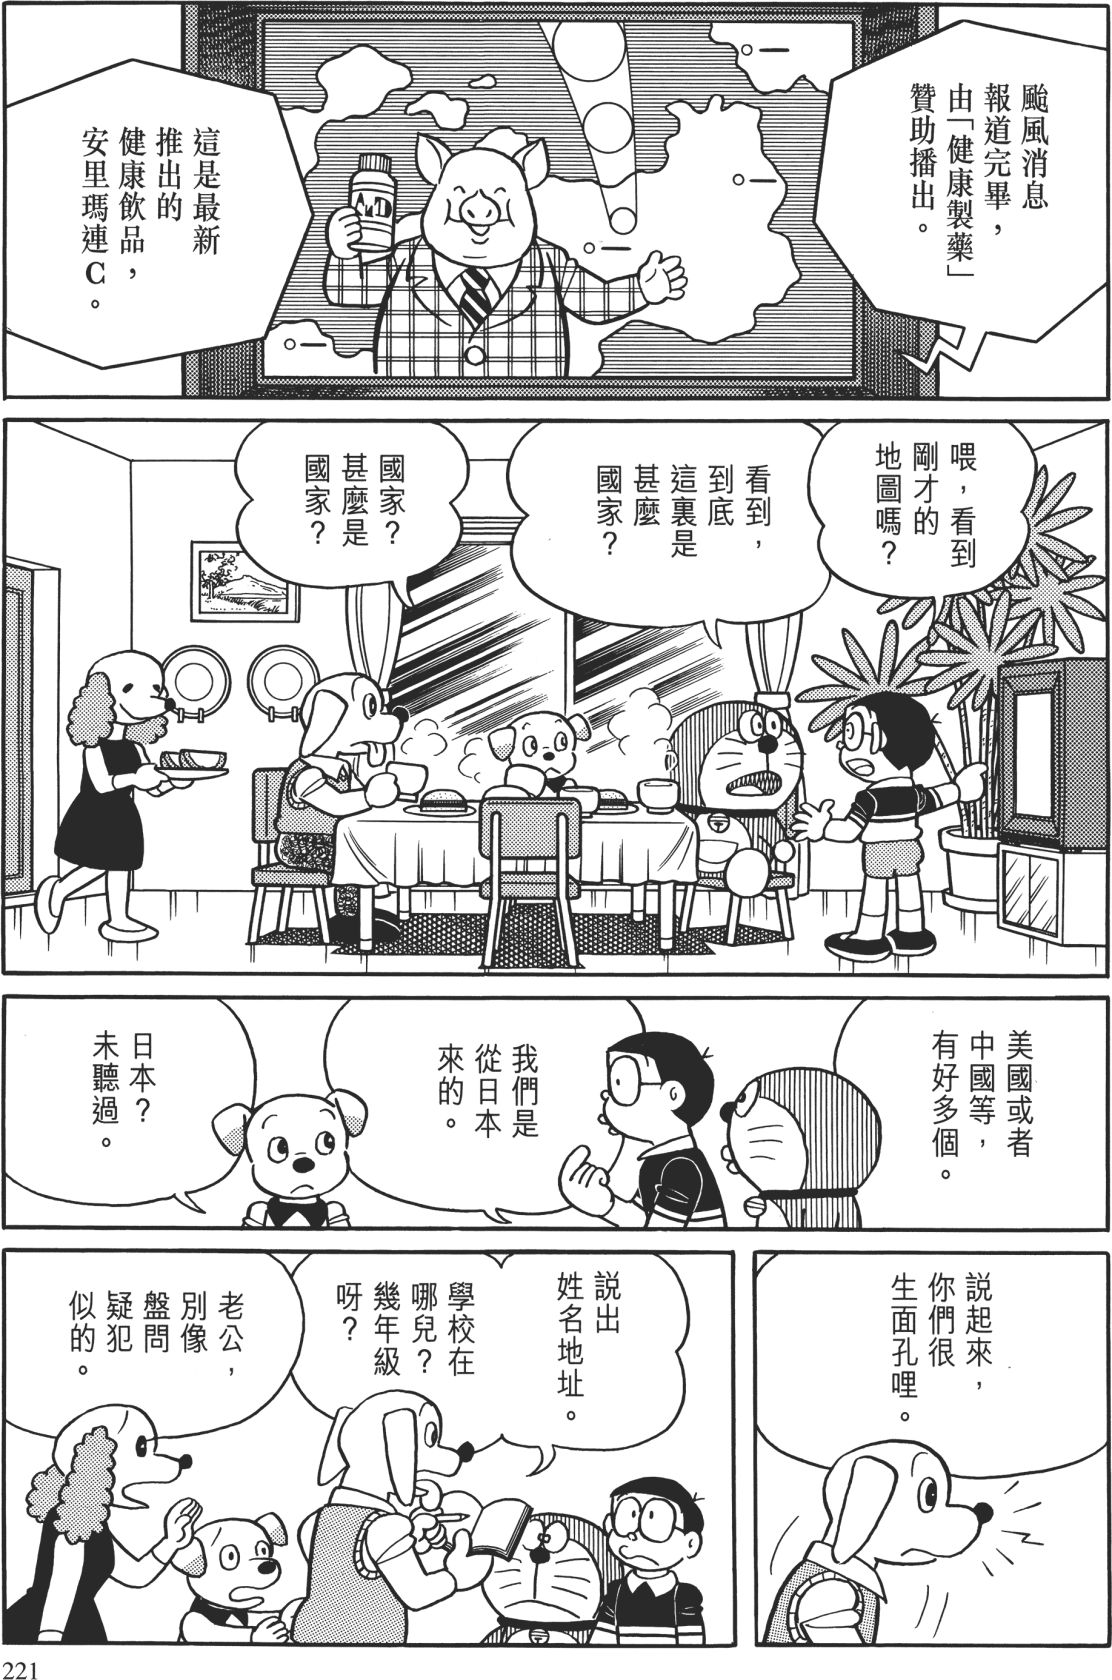 颱風消息
報道完畢，
由「健康製藥」
贊助播出。
這是最新
推出的
健康飲品，
安里瑪連C。
喂，看到
剛才的
地圖嗎？
看到，
到底
這裏是
甚麼
國家？
國家？
甚麼是
國家？
美國或者
中國等，
有好多個。
我們是
從日本
來的。
日本？
未聽過。
説起來，
你們很
生面孔哩。
説出
姓名地址。
學校在
哪兒？
幾年級
呀？
老公，
別像
盤問
疑犯
似的。
221